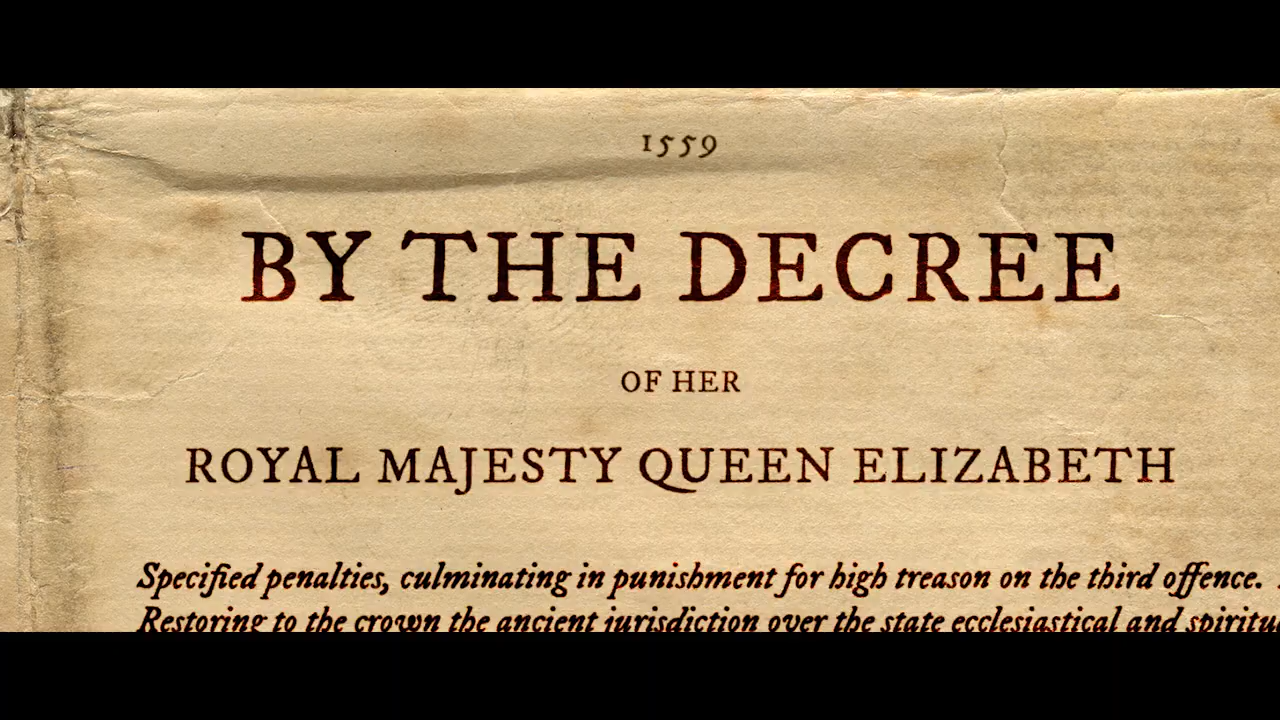 1559
BY THE DECREE
OF HER
ROYAL MAJESTY QUEEN ELIZABETH
Specified penalties, culminating in punishment for high treason on the third offence.
Restoring to the crown the ancient jurisdiction over the state ecclesiastical and